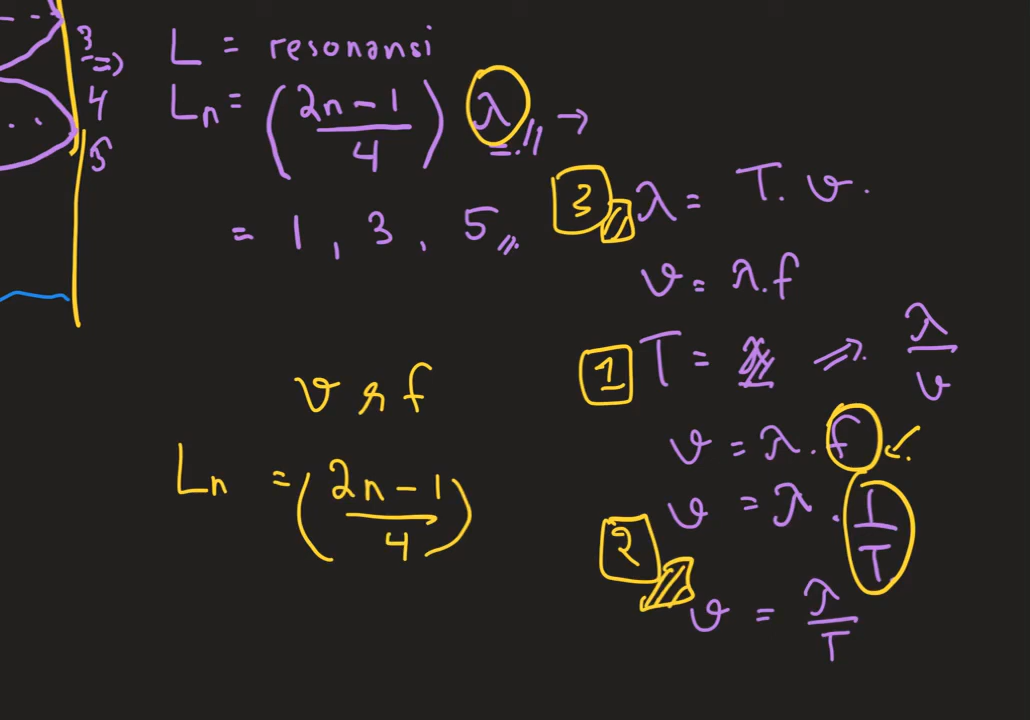 3 =>
4
5
L = resonansi
Ln = (2n - 1 / 4) λ →
= 1, 3, 5
3 λ = T. v.
v = λ.f
1 T = => λ / v
v = λ . f
v = λ . 1 / T
2 v = λ / T
v & f
Ln = (2n - 1 / 4)